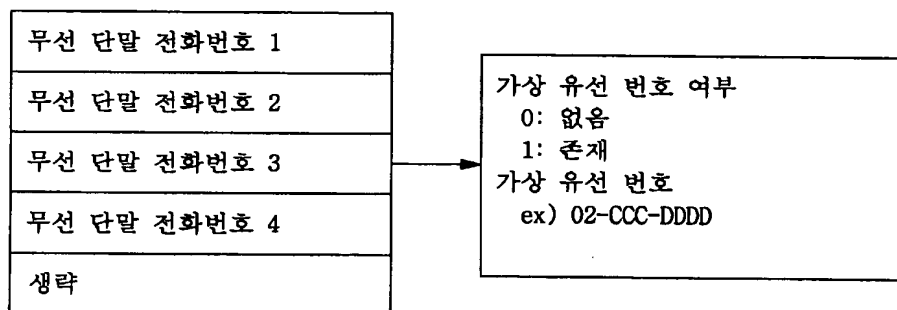 무선 단말 전화번호 1
무선 단말 전화번호 2
무선 단말 전화번호 3
무선 단말 전화번호 4
생략
가상 유선 번호 여부
0: 없음
1: 존재
가상 유선 번호
ex) 02-CCC-DDDD